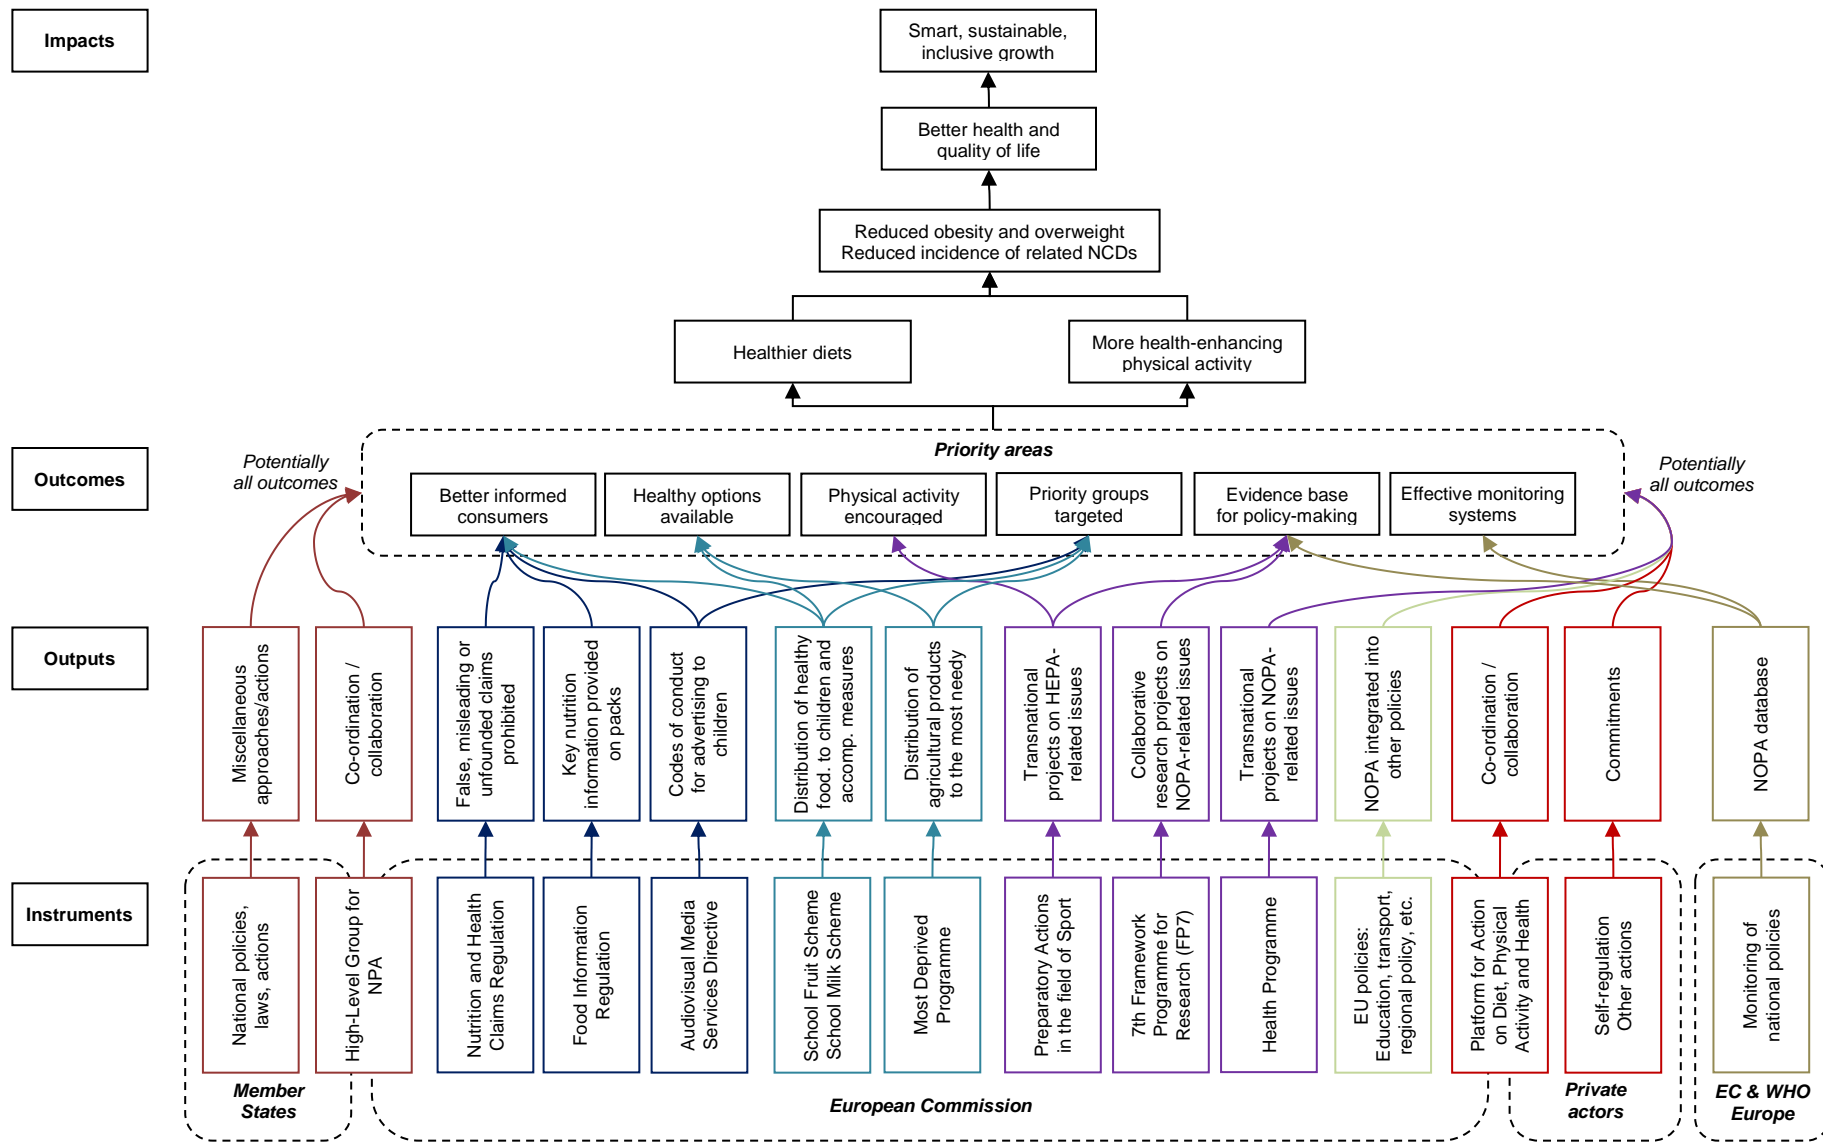 Impacts
Smart, sustainable,
inclusive growth
Better health and
quality of life
Reduced obesity and overweight
Reduced incidence of related NCDs
Healthier diets
More health-enhancing
physical activity
Outcomes
Potentially
all outcomes
Priority areas
Potentially
all outcomes
Better informed
consumers
Healthy options
available
Physical activity
encouraged
Priority groups
targeted
Evidence base
for policy-making
Effective monitoring
systems
Outputs
Miscellaneous
approaches/actions
Co-ordination /
collaboration
False, misleading or
unfounded claims
prohibited
Key nutrition
information provided
on packs
Codes of conduct
for advertising to
children
Distribution of healthy
food. to children and
accomp. measures
Distribution of
agricultural products
to the most needy
Transnational
projects on HEPA-
related issues
Collaborative
research projects on
NOPA-related issues
Transnational
projects on NOPA-
related issues
NOPA integrated into
other policies
Co-ordination /
collaboration
Commitments
NOPA database
Instruments
National policies,
laws, actions
High-Level Group for
NPA
Nutrition and Health
Claims Regulation
Food Information
Regulation
Audiovisual Media
Services Directive
School Fruit Scheme
School Milk Scheme
Most Deprived
Programme
Preparatory Actions
in the field of Sport
7th Framework
Programme for
Research (FP7)
Health Programme
EU policies:
Education, transport,
regional policy, etc.
Platform for Action
on Diet, Physical
Activity and Health
Self-regulation
Other actions
Monitoring of
national policies
Member
States
European Commission
Private
actors
EC & WHO
Europe